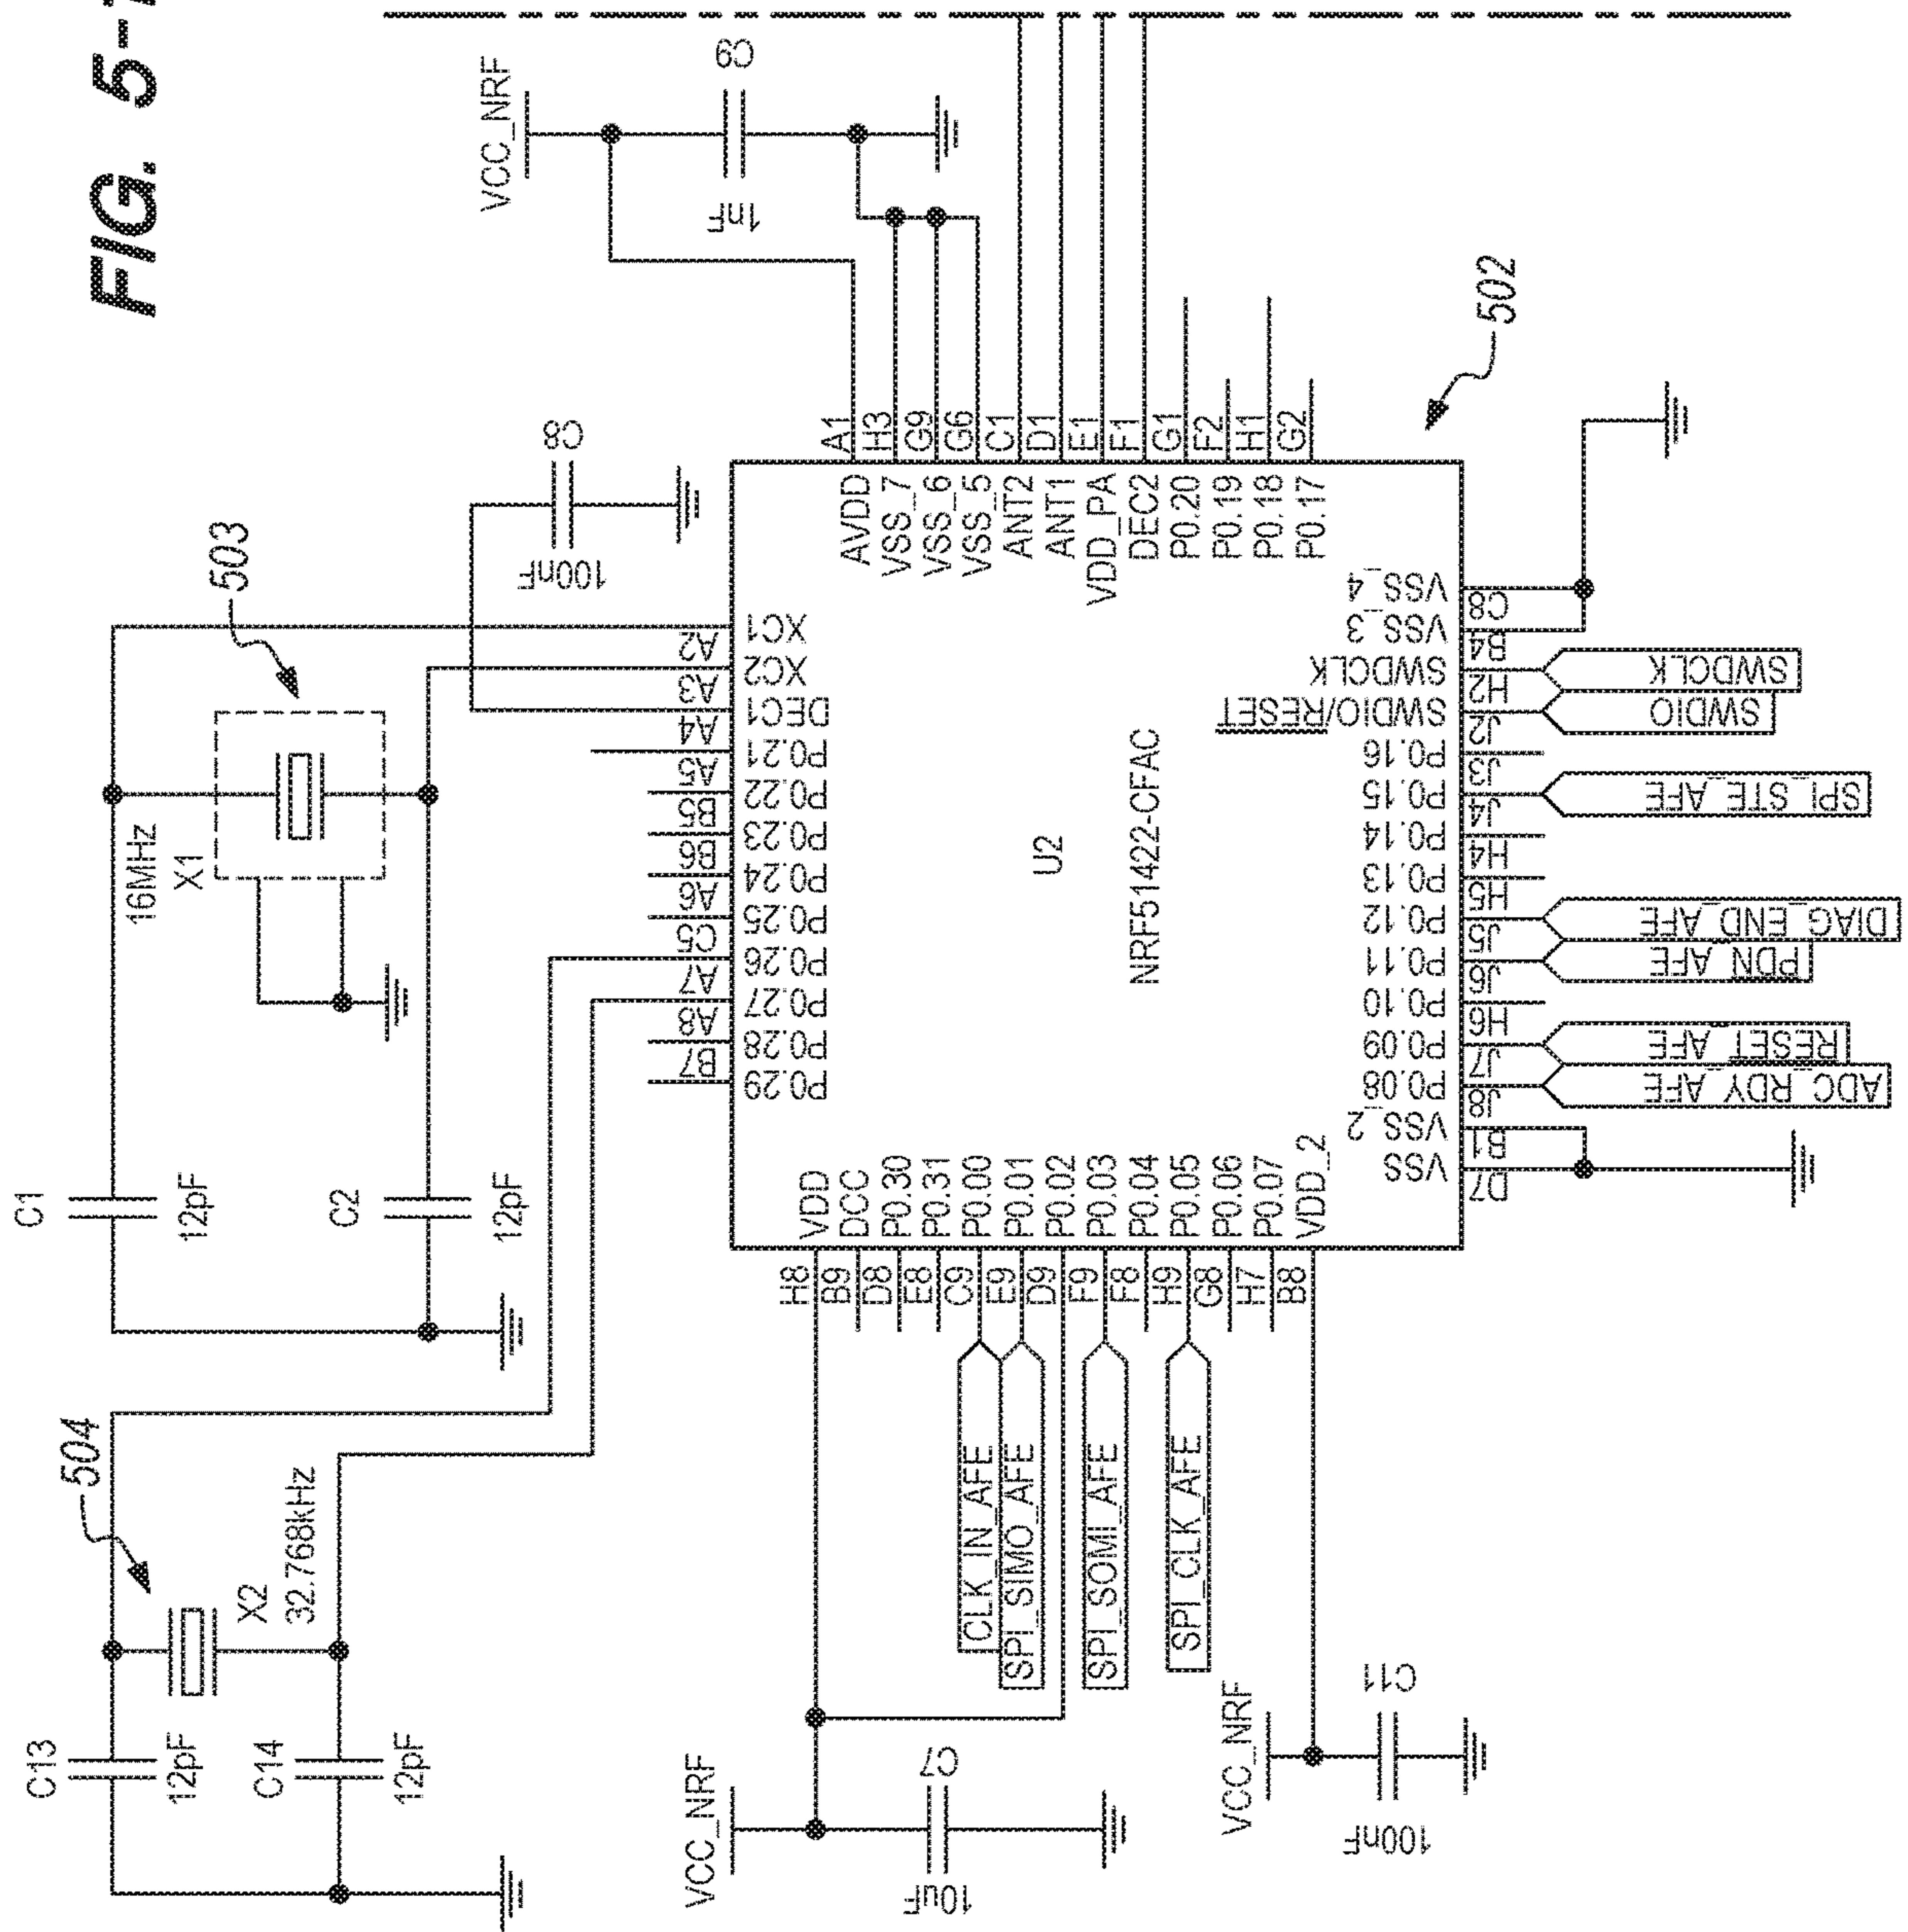 FIG. 5-1
C1
12pF
C2
12pF
16MHz
X1
503
504
C13
12pF
C14
12pF
X2
32.768kHz
C8
100nF
VCC_NRF
C9
1nF
502
U2
NRF51422-CFAC
A2 XC1
A3 XC2
A4 DEC1
A5 P0.21
B5 P0.22
B6 P0.23
A6 P0.24
C5 P0.25
A7 P0.26
A8 P0.27
B7 P0.28
P0.29
A1 AVDD
H3 VSS_7
G9 VSS_6
G6 VSS_5
C1 ANT2
D1 ANT1
E1 VDD_PA
F1 DEC2
G1 P0.20
F2 P0.19
H1 P0.18
G2 P0.17
H8 VDD
B9 DCC
D8 P0.30
E8 P0.31
C9 P0.00
E9 P0.01
D9 P0.02
F9 P0.03
F8 P0.04
H9 P0.05
G8 P0.06
H7 P0.07
B8 VDD_2
VSS_4 C8
VSS_3 B4
SWDCLK H2
SWDIO/RESET J2
P0.16 J3
P0.15 J4
P0.14 H4
P0.13 H5
P0.12 J5
P0.11 J6
P0.10 H6
P0.09 J7
P0.08 J8
VSS_2 B1
VSS D7
SWDCLK
SWDIO
SPI_STE_AFE
DIAG_END_AFE
PDN_AFE
RESET_AFE
ADC_RDY_AFE
CLK_IN_AFE
SPI_SIMO_AFE
SPI_SOMI_AFE
SPI_CLK_AFE
VCC_NRF
C7
10uF
VCC_NRF
C11
100nF